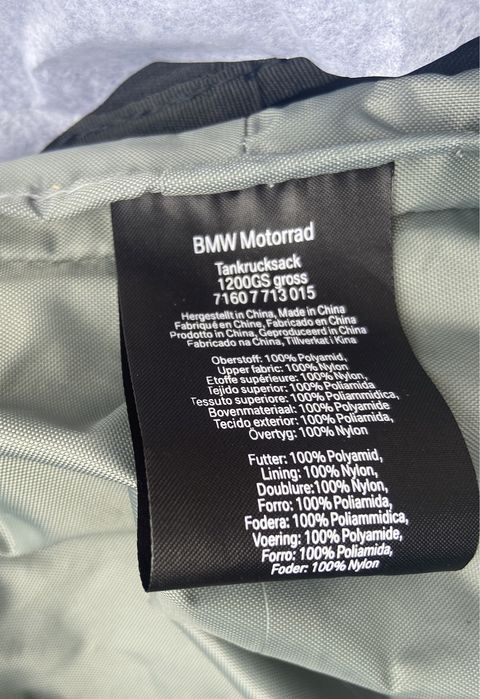 BMW Motorrad
Tankrucksack
1200GS gross
7160 7 713 015
Hergestellt in China, Made in China
Fabriqué en Chine, Fabricado en China
Prodotto in China, Geproduceerd in China
Fabricado na China, Tillverkat i Kina
Oberstoff: 100% Polyamid,
Upper fabric: 100% Nylon
Etoffe supérieure: 100% Nylon,
Tejido superior: 100% Poliamida
Tessuto superiore: 100% Poliammidica,
Bovenmateriaal: 100% Polyamide
Tecido exterior: 100% Poliamida,
Övertyg: 100% Nylon
Futter: 100% Polyamid,
Lining: 100% Nylon,
Doublure:100% Nylon,
Forro: 100% Poliamida,
Fodera: 100% Poliammidica,
Voering: 100% Polyamide,
Forro: 100% Poliamida,
Foder: 100% Nylon